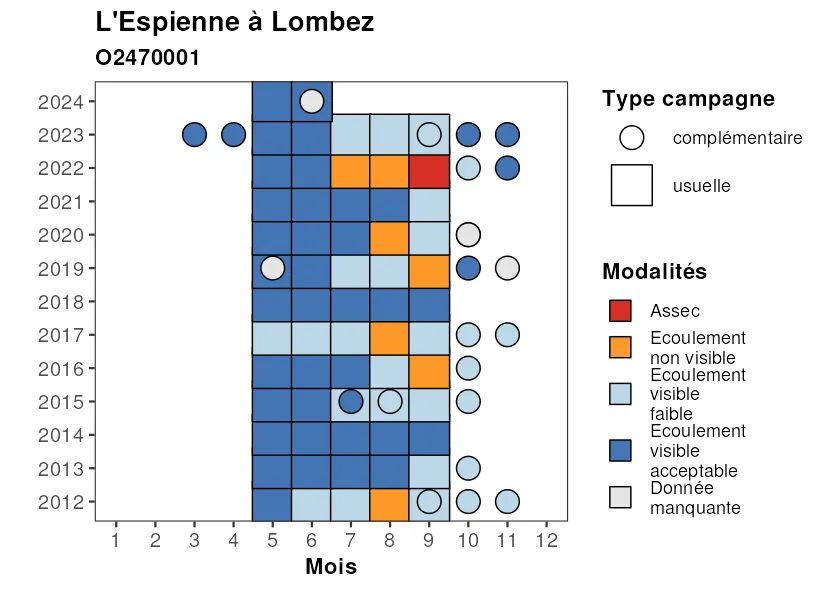 L'Espienne à Lombez
O2470001
2024
2023
2022
2021
2020
2019
2018
2017
2016
2015
2014
2013
2012
1 2 3 4 5 6 7 8 9 10 11 12
Mois
Type campagne
complémentaire
usuelle
Modalités
Assec
Ecoulement
non visible
Ecoulement
visible
faible
Ecoulement
visible
acceptable
Donnée
manquante